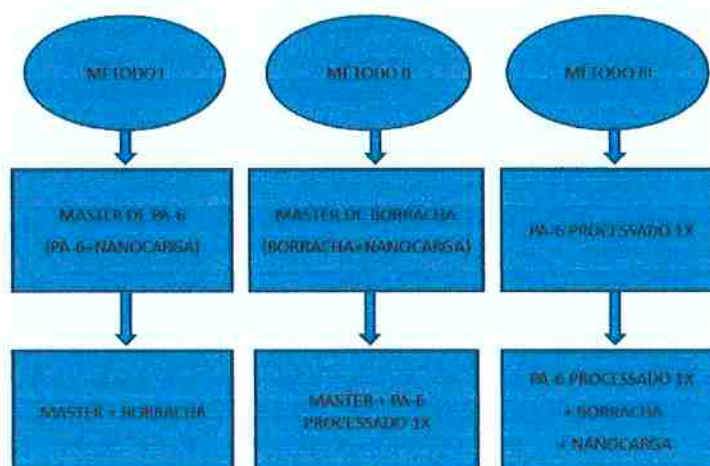 MÉTODO I
MÉTODO II
MÉTODO III
MASTER DE PA-6
(PA-6+NANOCARGA)
MASTER DE BORRACHA
(BORRACHA+NANOCARGA)
PA-6 PROCESSADO 1X
MASTER + BORRACHA
MASTER + PA-6
PROCESSADO 1X
PA-6 PROCESSADO 1X
+ BORRACHA
+ NANOCARGA